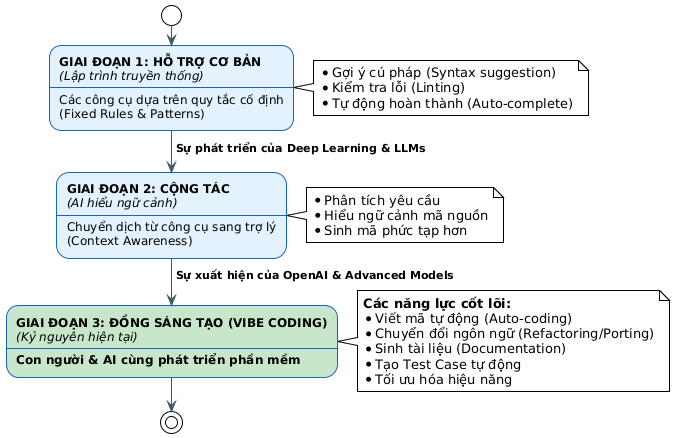 GIAI ĐOẠN 1: HỖ TRỢ CƠ BẢN
(Lập trình truyền thống)
Các công cụ dựa trên quy tắc cố định
(Fixed Rules & Patterns)
• Gợi ý cú pháp (Syntax suggestion)
• Kiểm tra lỗi (Linting)
• Tự động hoàn thành (Auto-complete)
Sự phát triển của Deep Learning & LLMs
GIAI ĐOẠN 2: CỘNG TÁC
(AI hiểu ngữ cảnh)
Chuyển dịch từ công cụ sang trợ lý
(Context Awareness)
• Phân tích yêu cầu
• Hiểu ngữ cảnh mã nguồn
• Sinh mã phức tạp hơn
Sự xuất hiện của OpenAI & Advanced Models
GIAI ĐOẠN 3: ĐỒNG SÁNG TẠO (VIBE CODING)
(Kỷ nguyên hiện tại)
Con người & AI cùng phát triển phần mềm
Các năng lực cốt lõi:
• Viết mã tự động (Auto-coding)
• Chuyển đổi ngôn ngữ (Refactoring/Porting)
• Sinh tài liệu (Documentation)
• Tạo Test Case tự động
• Tối ưu hóa hiệu năng